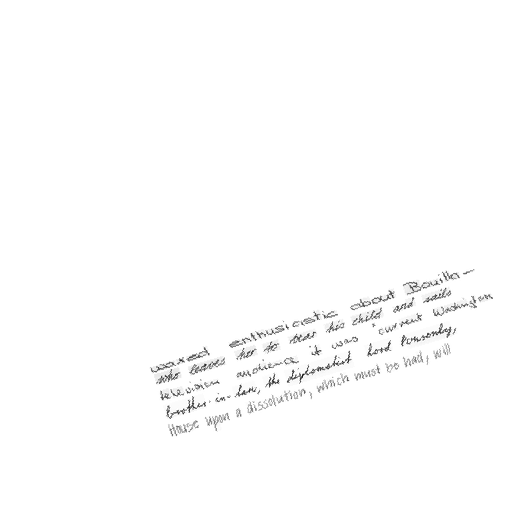 waxed enthusiastic about Bouilla-
who leaves her to bear his child and sails
television audience it was "current Washington
brother-in-law, the diplomatist Lord Ponsonby,
House upon a dissolution, which must be had, will